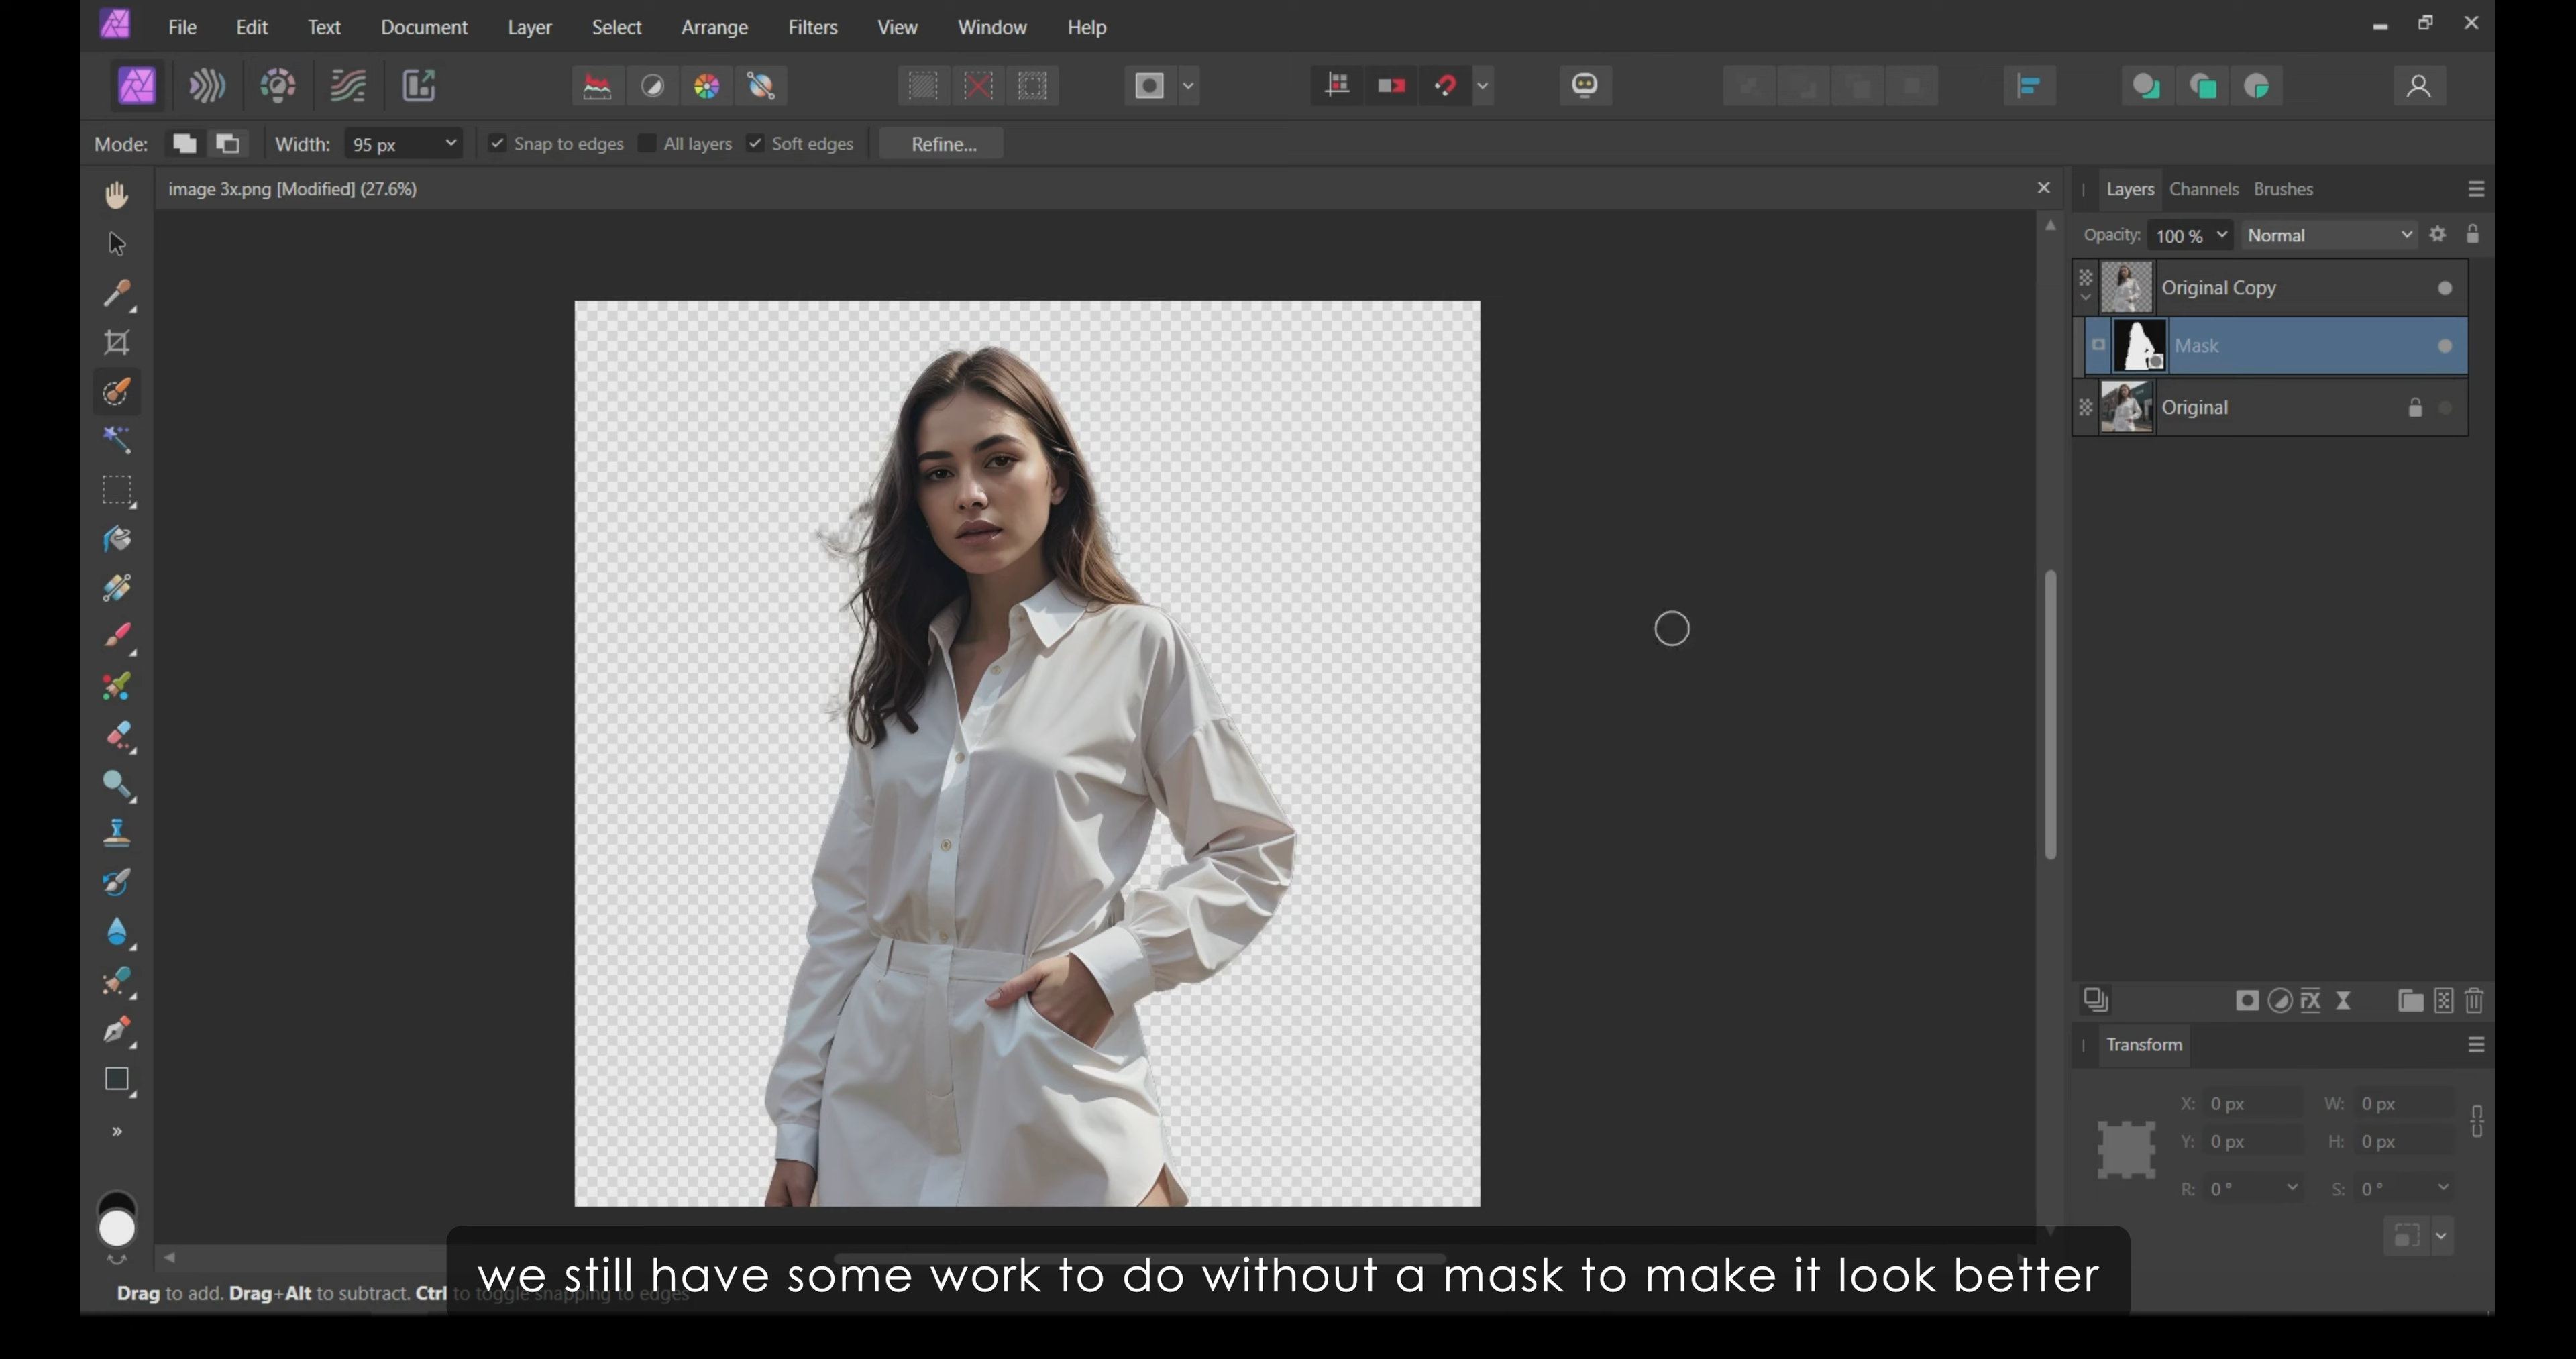 File Edit Text Document Layer Select Arrange Filters View Window Help
Mode: Width: 95 px Snap to edges All layers Soft edges Refine...
image 3x.png [Modified] (27.6%)
Layers Channels Brushes
Opacity: 100 % Normal
Original Copy
Mask
Original
Transform
X: 0 px W: 0 px
Y: 0 px H: 0 px
R: 0 ° S: 0 °
we still have some work to do without a mask to make it look better
Drag to add. Drag+Alt to subtract. Ctrl to toggle snapping to edges